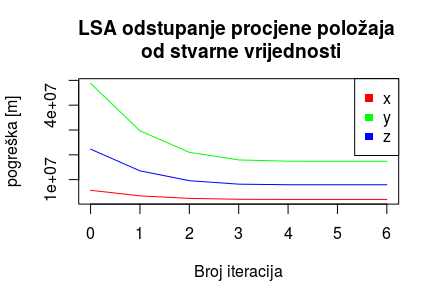 LSA odstupanje procjene položaja
od stvarne vrijednosti
pogreška [m]
4e+07
1e+07
x
y
z
0 1 2 3 4 5 6
Broj iteracija